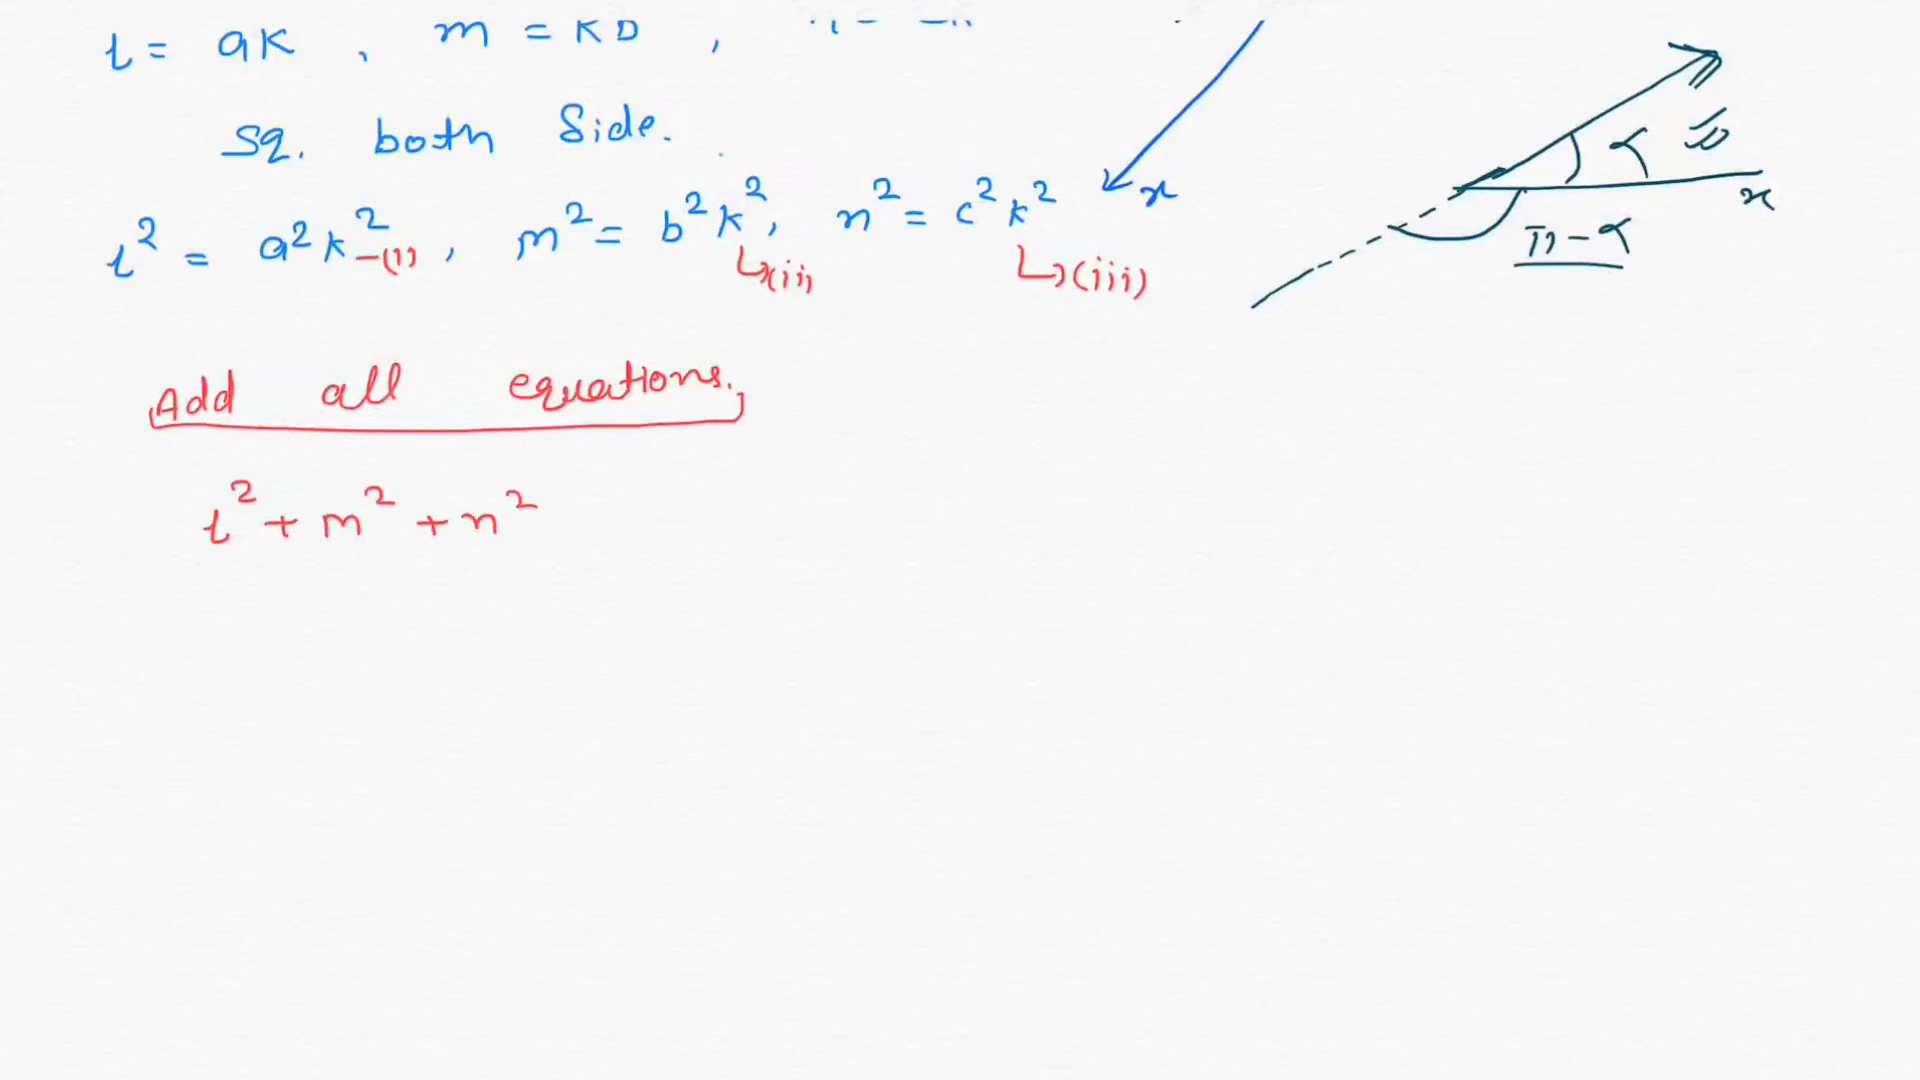 l = ak , m = kb ,
sq. both side.
l² = a²k² -(i) , m² = b²k², n² = c²k²
↳(ii) ↳(iii)
x
α
x
π-α
Add all equations.
l² + m² + n²